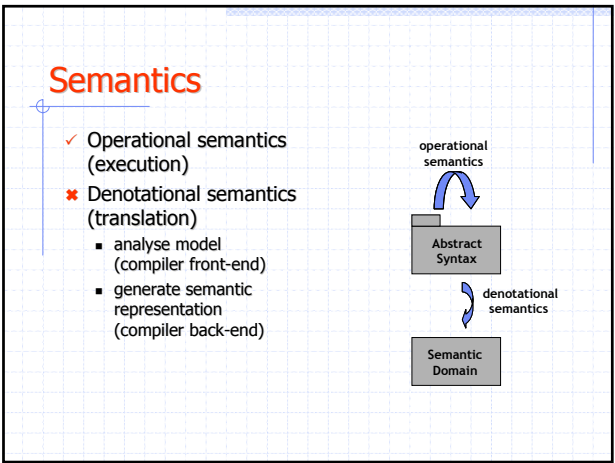 Semantics
✓ Operational semantics
(execution)
✖ Denotational semantics
(translation)
▪ analyse model
(compiler front-end)
▪ generate semantic
representation
(compiler back-end)
operational
semantics
Abstract
Syntax
denotational
semantics
Semantic
Domain